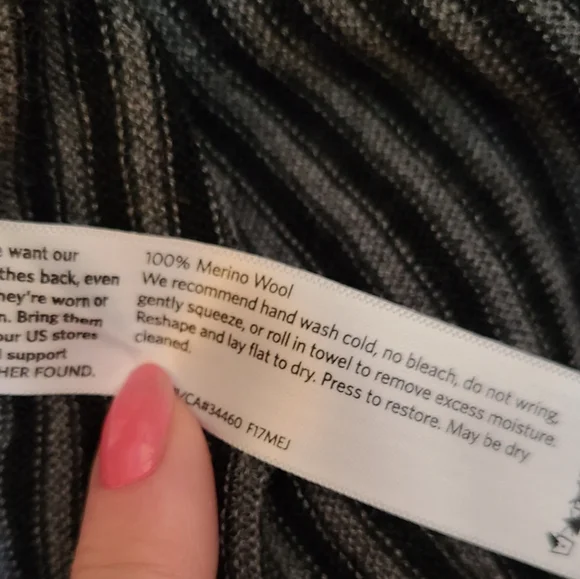 want our
thes back, even
hey're worn or
n. Bring them
our US stores
support
HER FOUND.
100% Merino Wool
We recommend hand wash cold, no bleach, do not wring,
gently squeeze, or roll in towel to remove excess moisture.
Reshape and lay flat to dry. Press to restore. May be dry
cleaned.
/CA#34460 F17MEJ